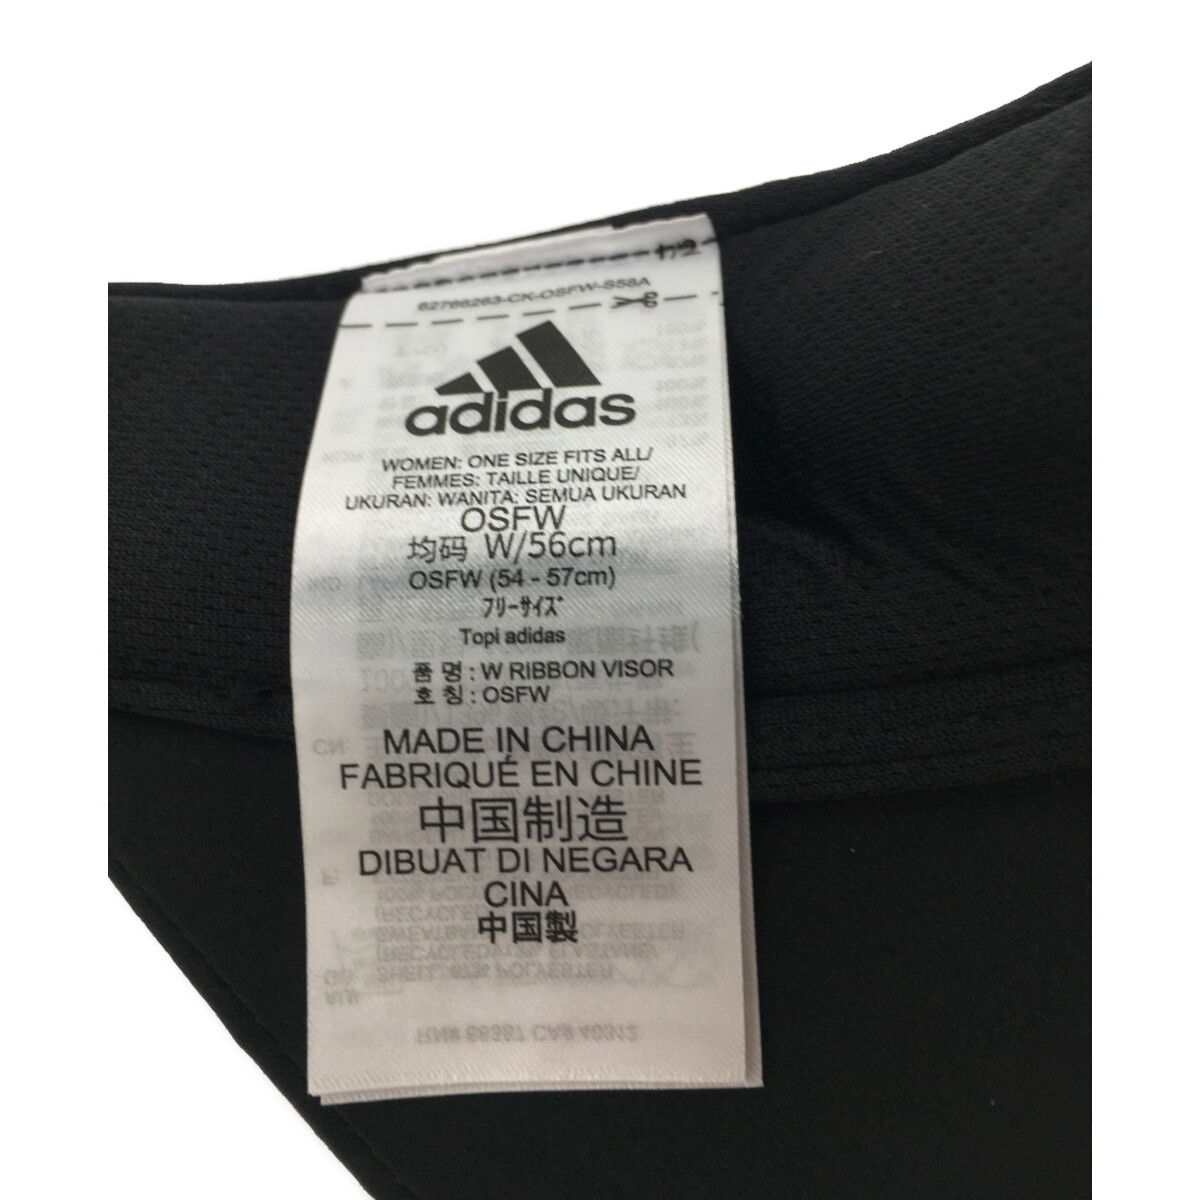 62766263-CK-OSFW-S58A
adidas
WOMEN: ONE SIZE FITS ALL/
FEMMES: TAILLE UNIQUE/
UKURAN: WANITA: SEMUA UKURAN
OSFW
均码 W/56cm
OSFW (54 - 57cm)
フリーサイズ
Topi adidas
품 명 : W RIBBON VISOR
호 칭 : OSFW
MADE IN CHINA
FABRIQUÉ EN CHINE
中国制造
DIBUAT DI NEGARA
CINA
中国製